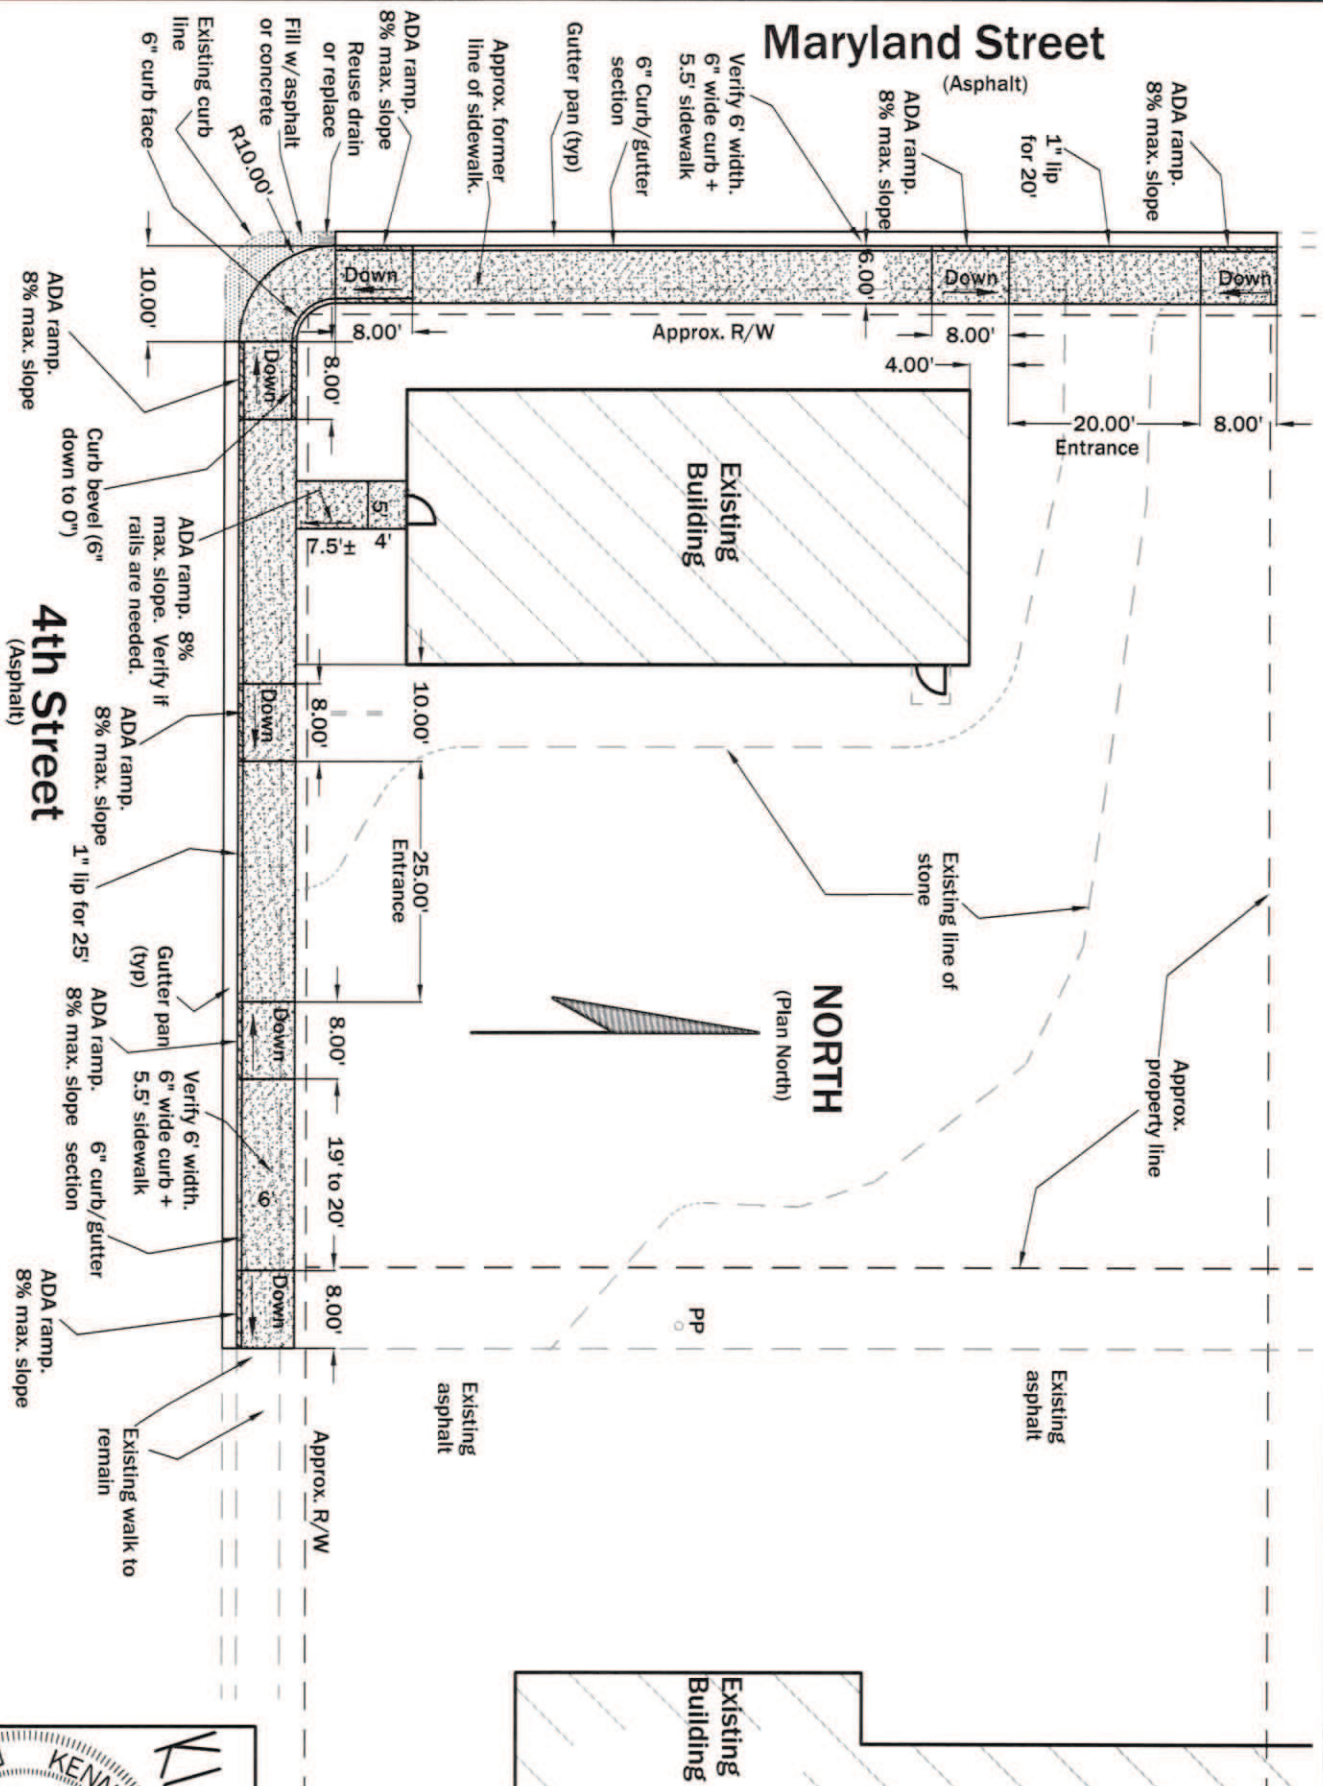 Maryland Street
(Asphalt)
ADA ramp.
8% max. slope
1" lip
for 20'
ADA ramp.
8% max. slope
Verify 6' width.
6" wide curb +
5.5' sidewalk
6" Curb/gutter
section
Gutter pan (typ)
Approx. former
line of sidewalk.
ADA ramp.
8% max. slope
Reuse drain
or replace
Fill w/asphalt
or concrete
Existing curb
line
6" curb face
R10.00'
10.00'
Down
8.00'
Approx. R/W
6.00'
Down
8.00'
4.00'
Down
20.00'
Entrance
8.00'
ADA ramp.
8% max. slope
Down
8.00'
Curb bevel (6"
down to 0")
ADA ramp. 8%
max. slope. Verify if
rails are needed.
5'
4'
7.5'±
Existing
Building
4th Street
(Asphalt)
ADA ramp.
8% max. slope
Down
8.00'
10.00'
25.00'
Entrance
1" lip for 25'
Existing line of
stone
NORTH
(Plan North)
Approx.
property line
Gutter pan
(typ)
ADA ramp.
8% max. slope
Down
8.00'
Verify 6' width.
6" wide curb +
5.5' sidewalk
6'
19' to 20'
6" curb/gutter
section
ADA ramp.
8% max. slope
Down
8.00'
PP
Existing
asphalt
Existing
asphalt
Existing walk to
remain
Approx. R/W
Existing
Building